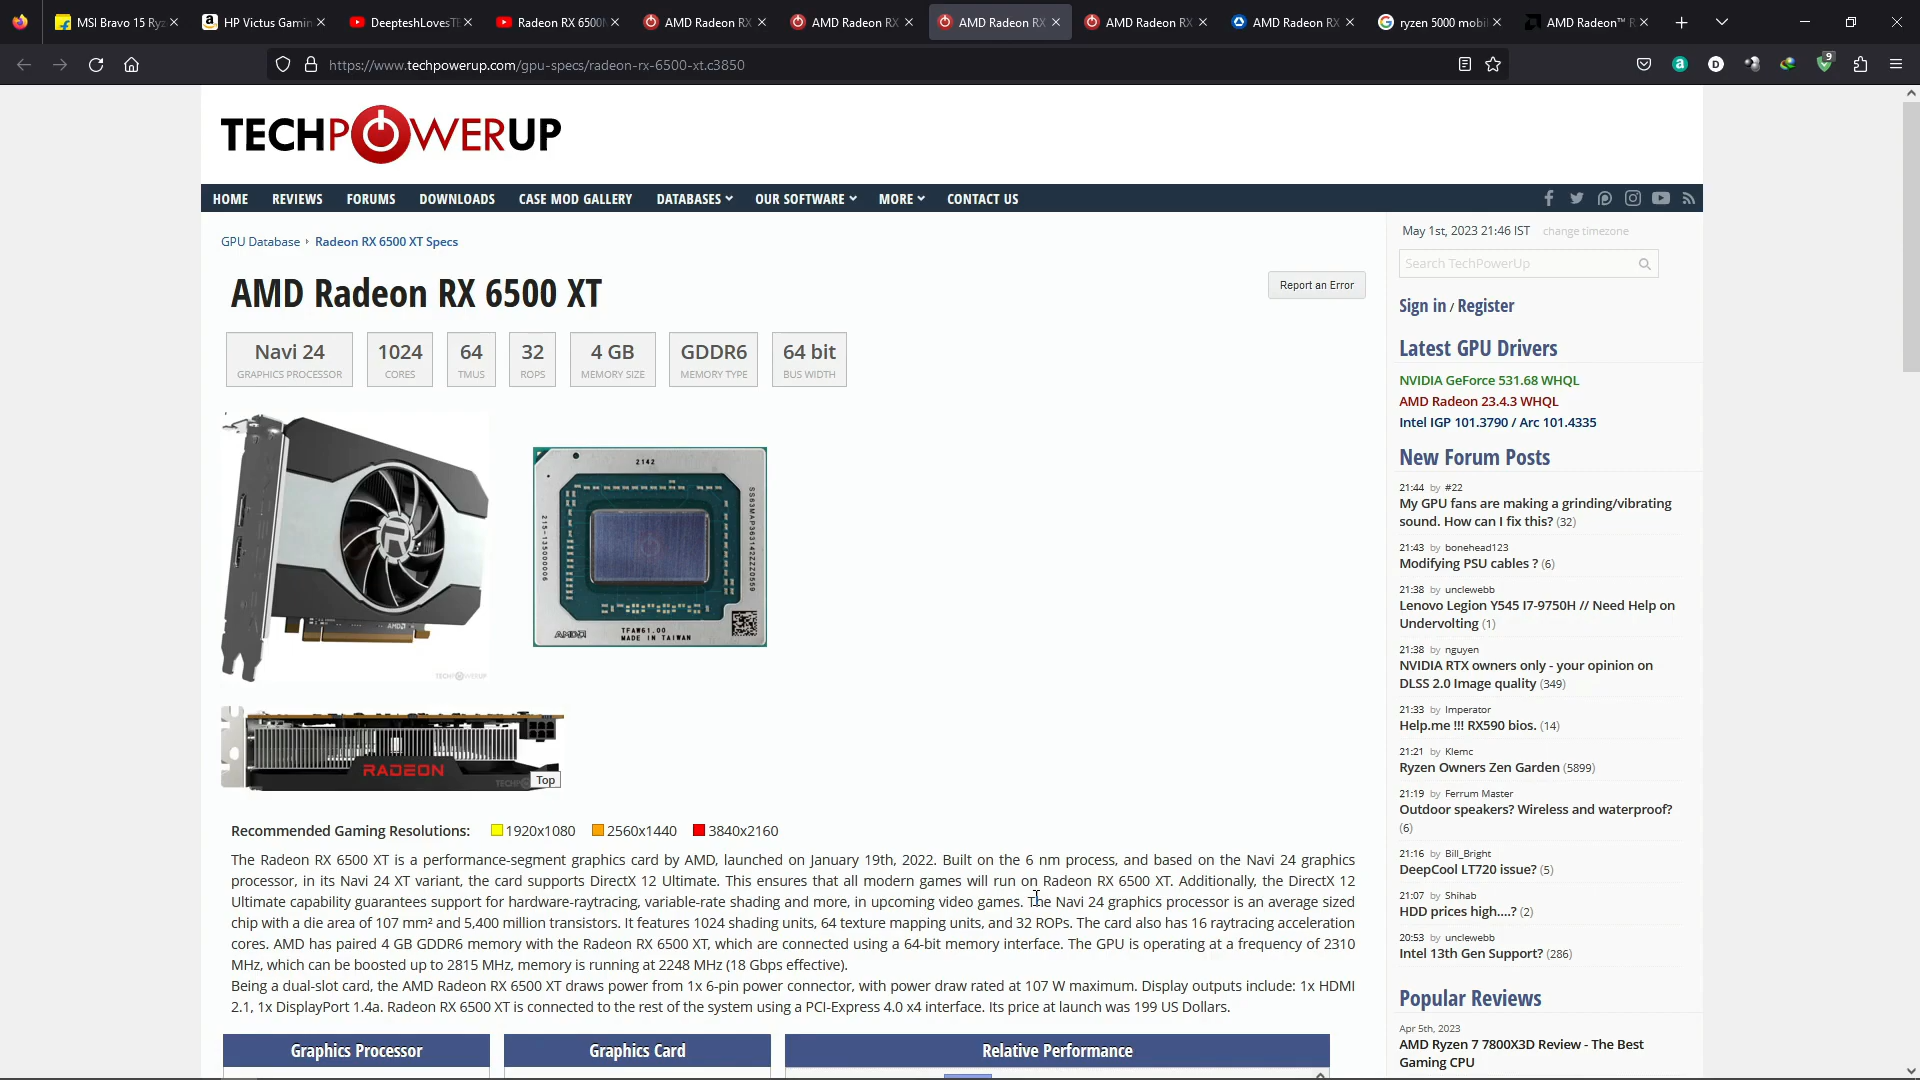 MSI Bravo 15 Ryz
HP Victus Gamin
DeepteshLovesTE
Radeon RX 6500M
AMD Radeon RX
AMD Radeon RX
AMD Radeon RX
AMD Radeon RX
AMD Radeon RX
ryzen 5000 mobil
AMD Radeon™ R
https://www.techpowerup.com/gpu-specs/radeon-rx-6500-xt.c3850
9
TECHPOWERUP
HOME REVIEWS FORUMS DOWNLOADS CASE MOD GALLERY DATABASES OUR SOFTWARE MORE CONTACT US
GPU Database › Radeon RX 6500 XT Specs
AMD Radeon RX 6500 XT
Report an Error
Navi 24
GRAPHICS PROCESSOR
1024
CORES
64
TMUS
32
ROPS
4 GB
MEMORY SIZE
GDDR6
MEMORY TYPE
64 bit
BUS WIDTH
AMD
TECHPOWERUP
2142
215-135000006
AMD
TFAW61.00
MADE IN TAIWAN
RADEON
Top
Recommended Gaming Resolutions: 1920x1080 2560x1440 3840x2160
The Radeon RX 6500 XT is a performance-segment graphics card by AMD, launched on January 19th, 2022. Built on the 6 nm process, and based on the Navi 24 graphics
processor, in its Navi 24 XT variant, the card supports DirectX 12 Ultimate. This ensures that all modern games will run on Radeon RX 6500 XT. Additionally, the DirectX 12
Ultimate capability guarantees support for hardware-raytracing, variable-rate shading and more, in upcoming video games. The Navi 24 graphics processor is an average sized
chip with a die area of 107 mm² and 5,400 million transistors. It features 1024 shading units, 64 texture mapping units, and 32 ROPs. The card also has 16 raytracing acceleration
cores. AMD has paired 4 GB GDDR6 memory with the Radeon RX 6500 XT, which are connected using a 64-bit memory interface. The GPU is operating at a frequency of 2310
MHz, which can be boosted up to 2815 MHz, memory is running at 2248 MHz (18 Gbps effective).
Being a dual-slot card, the AMD Radeon RX 6500 XT draws power from 1x 6-pin power connector, with power draw rated at 107 W maximum. Display outputs include: 1x HDMI
2.1, 1x DisplayPort 1.4a. Radeon RX 6500 XT is connected to the rest of the system using a PCI-Express 4.0 x4 interface. Its price at launch was 199 US Dollars.
Graphics Processor
Graphics Card
Relative Performance
May 1st, 2023 21:46 IST change timezone
Search TechPowerUp
Sign in / Register
Latest GPU Drivers
NVIDIA GeForce 531.68 WHQL
AMD Radeon 23.4.3 WHQL
Intel IGP 101.3790 / Arc 101.4335
New Forum Posts
21:44 by #22
My GPU fans are making a grinding/vibrating
sound. How can I fix this? (32)
21:43 by bonehead123
Modifying PSU cables ? (6)
21:38 by unclewebb
Lenovo Legion Y545 I7-9750H // Need Help on
Undervolting (1)
21:38 by nguyen
NVIDIA RTX owners only - your opinion on
DLSS 2.0 Image quality (349)
21:33 by Imperator
Help.me !!! RX590 bios. (14)
21:21 by Klemc
Ryzen Owners Zen Garden (5899)
21:19 by Ferrum Master
Outdoor speakers? Wireless and waterproof?
(6)
21:16 by Bill_Bright
DeepCool LT720 issue? (5)
21:07 by Shihab
HDD prices high....? (2)
20:53 by unclewebb
Intel 13th Gen Support? (286)
Popular Reviews
Apr 5th, 2023
AMD Ryzen 7 7800X3D Review - The Best
Gaming CPU